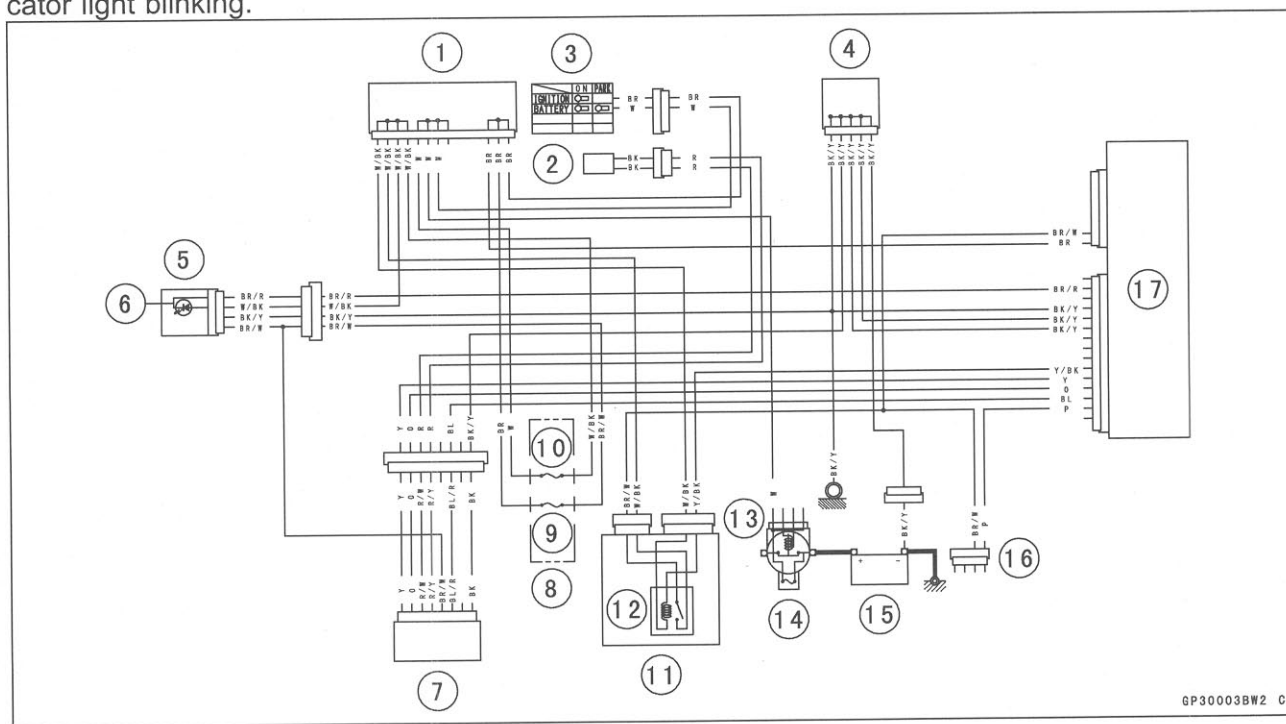 cator light blinking.
1
3
4
ON PARK
IGNITION
BATTERY
BR BR
W W
2
BK R
BK R
W/BK W/BK W/BK W/BK W W W BR BR BR
BK/Y BK/Y BK/Y BK/Y BK/Y
5
6
17
BR/W
BR
BR/R BR/R BR/R
W/BK W/BK
BK/Y BK/Y BK/Y
BR/W BR/W BK/Y
BK/Y
Y/BK
Y
O
BL
P
Y O R R BL BK/Y
BR W W/BK BR/W
10
9
8
Y O R/W R/Y BL/R BK
Y O R/W R/Y BR/W BL/R BK
7
BR/W W/BK W/BK Y/BK
12
11
W
13
14
BK/Y
BK/Y
+ -
15
BR/W P
16
GP30003BW2 C